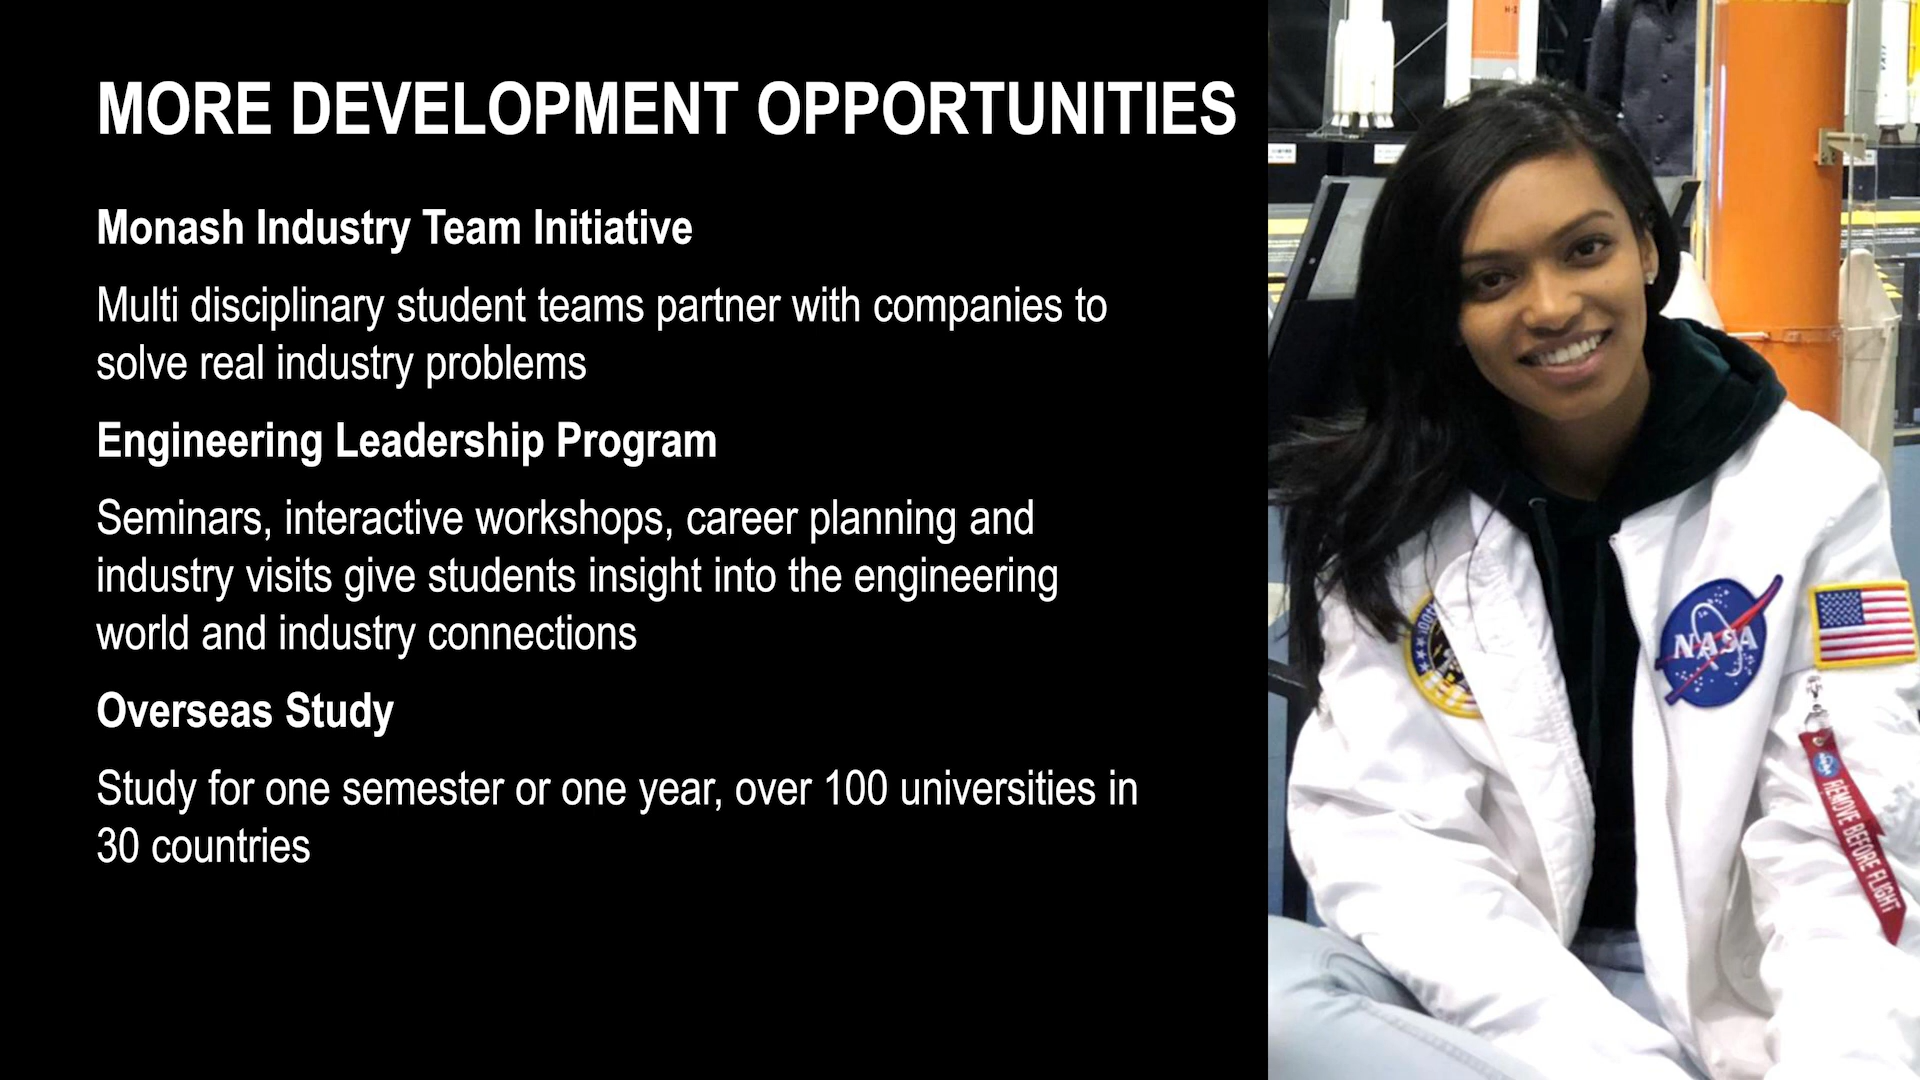 MORE DEVELOPMENT OPPORTUNITIES
Monash Industry Team Initiative
Multi disciplinary student teams partner with companies to
solve real industry problems
Engineering Leadership Program
Seminars, interactive workshops, career planning and
industry visits give students insight into the engineering
world and industry connections
Overseas Study
Study for one semester or one year, over 100 universities in
30 countries
H-I
NASA
REMOVE BEFORE FLIGHT